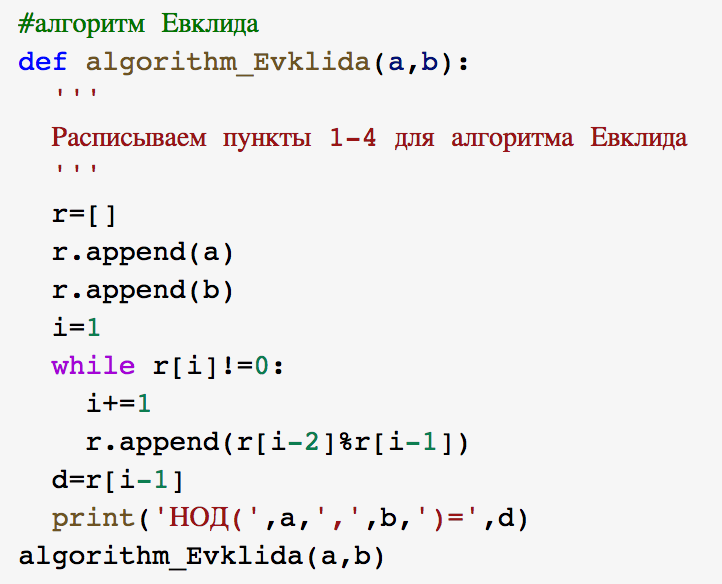 #алгоритм Евклида
def algorithm_Evklida(a,b):
  '''
  Расписываем пункты 1-4 для алгоритма Евклида
  '''
  r=[]
  r.append(a)
  r.append(b)
  i=1
  while r[i]!=0:
    i+=1
    r.append(r[i-2]%r[i-1])
  d=r[i-1]
  print('НОД(',a,',',b,')=',d)
algorithm_Evklida(a,b)